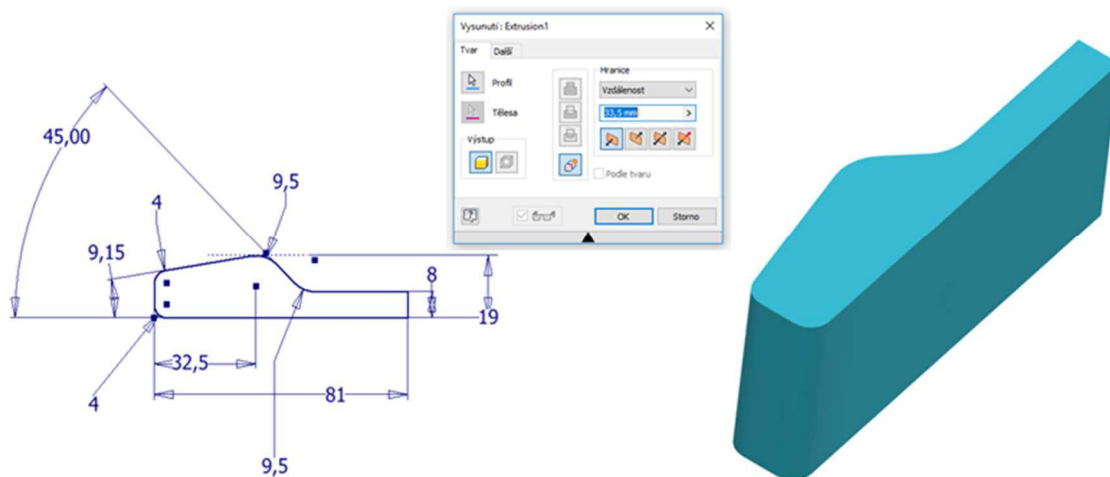 Vysunutí : Extrusion1
Tvar Další
Profil
Tělesa
Výstup
Hranice
Vzdálenost
33,5 mm
Podle tvaru
OK Storno
45,00
9,5
4
9,15
8
19
32,5
81
4
9,5